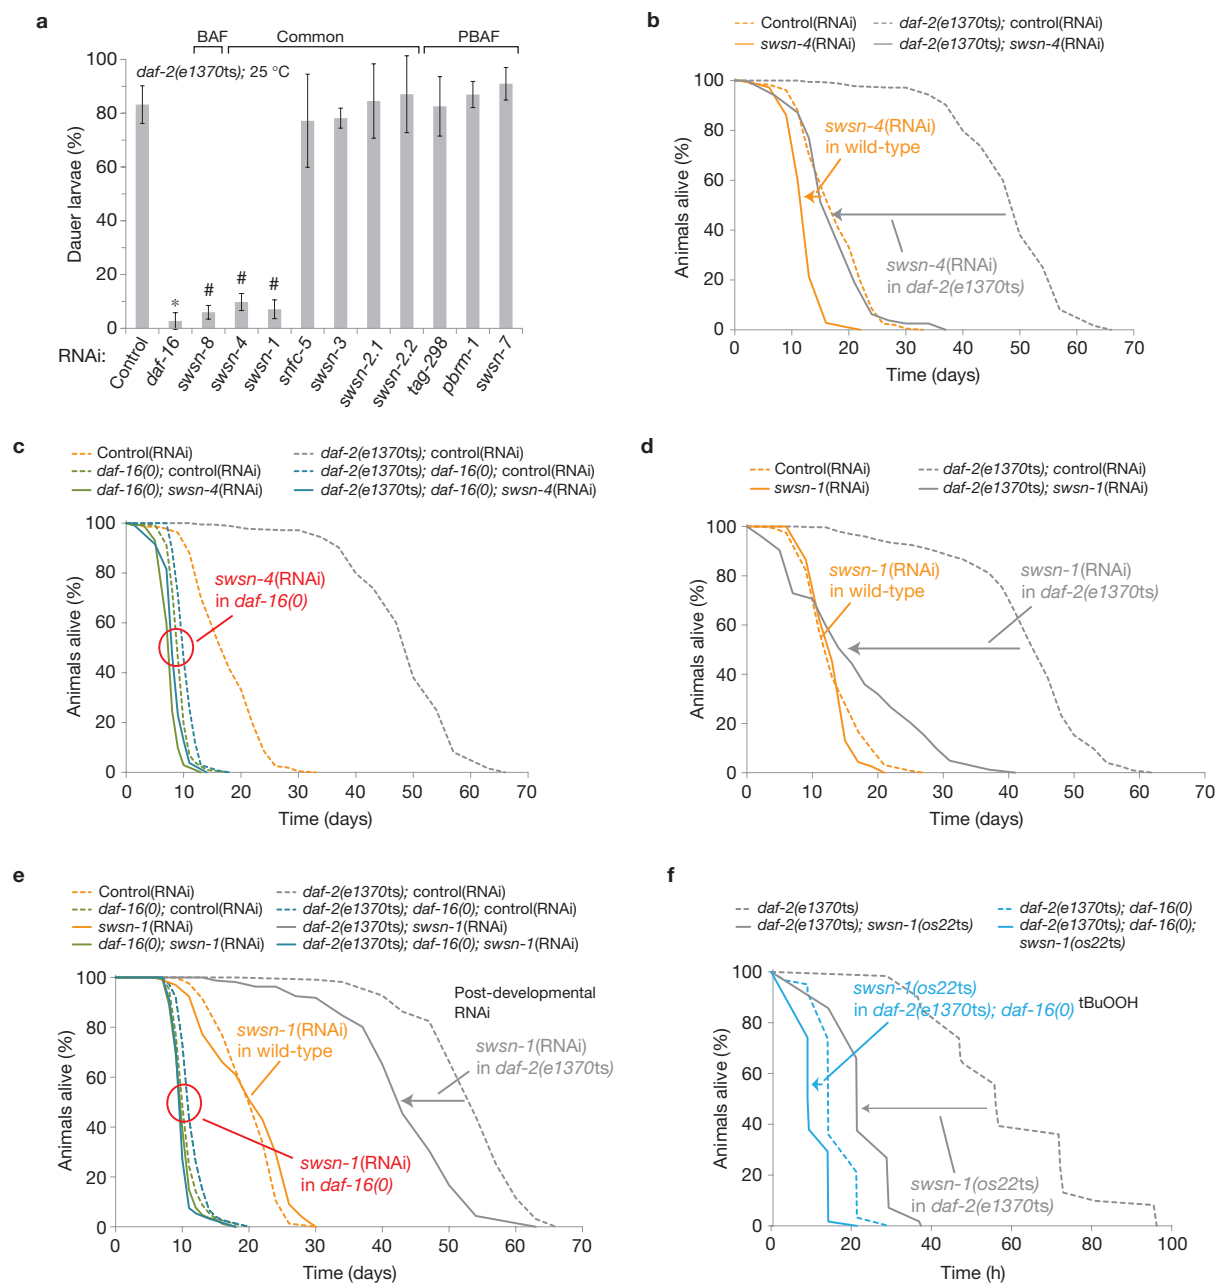 a
BAF Common PBAF
daf-2(e1370ts); 25 °C
Dauer larvae (%)
100
80
60
40
20
0
* # # #
RNAi:
Control
daf-16
swsn-8
swsn-4
swsn-1
snfc-5
swsn-3
swsn-2.1
swsn-2.2
tag-298
pbrm-1
swsn-7
b
Control(RNAi) daf-2(e1370ts); control(RNAi)
swsn-4(RNAi) daf-2(e1370ts); swsn-4(RNAi)
Animals alive (%)
100
80
60
40
20
0
swsn-4(RNAi)
in wild-type
swsn-4(RNAi)
in daf-2(e1370ts)
0 10 20 30 40 50 60 70
Time (days)
c
Control(RNAi) daf-2(e1370ts); control(RNAi)
daf-16(0); control(RNAi) daf-2(e1370ts); daf-16(0); control(RNAi)
daf-16(0); swsn-4(RNAi) daf-2(e1370ts); daf-16(0); swsn-4(RNAi)
Animals alive (%)
100
80
60
40
20
0
swsn-4(RNAi)
in daf-16(0)
0 10 20 30 40 50 60 70
Time (days)
d
Control(RNAi) daf-2(e1370ts); control(RNAi)
swsn-1(RNAi) daf-2(e1370ts); swsn-1(RNAi)
Animals alive (%)
100
80
60
40
20
0
swsn-1(RNAi)
in wild-type
swsn-1(RNAi)
in daf-2(e1370ts)
0 10 20 30 40 50 60 70
Time (days)
e
Control(RNAi) daf-2(e1370ts); control(RNAi)
daf-16(0); control(RNAi) daf-2(e1370ts); daf-16(0); control(RNAi)
swsn-1(RNAi) daf-2(e1370ts); swsn-1(RNAi)
daf-16(0); swsn-1(RNAi) daf-2(e1370ts); daf-16(0); swsn-1(RNAi)
Animals alive (%)
100
80
60
40
20
0
Post-developmental
RNAi
swsn-1(RNAi)
in wild-type
swsn-1(RNAi)
in daf-2(e1370ts)
swsn-1(RNAi)
in daf-16(0)
0 10 20 30 40 50 60 70
Time (days)
f
daf-2(e1370ts) daf-2(e1370ts); daf-16(0)
daf-2(e1370ts); swsn-1(os22ts) daf-2(e1370ts); daf-16(0);
swsn-1(os22ts)
Animals alive (%)
100
80
60
40
20
0
swsn-1(os22ts)
in daf-2(e1370ts); daf-16(0)
tBuOOH
swsn-1(os22ts)
in daf-2(e1370ts)
0 20 40 60 80 100
Time (h)